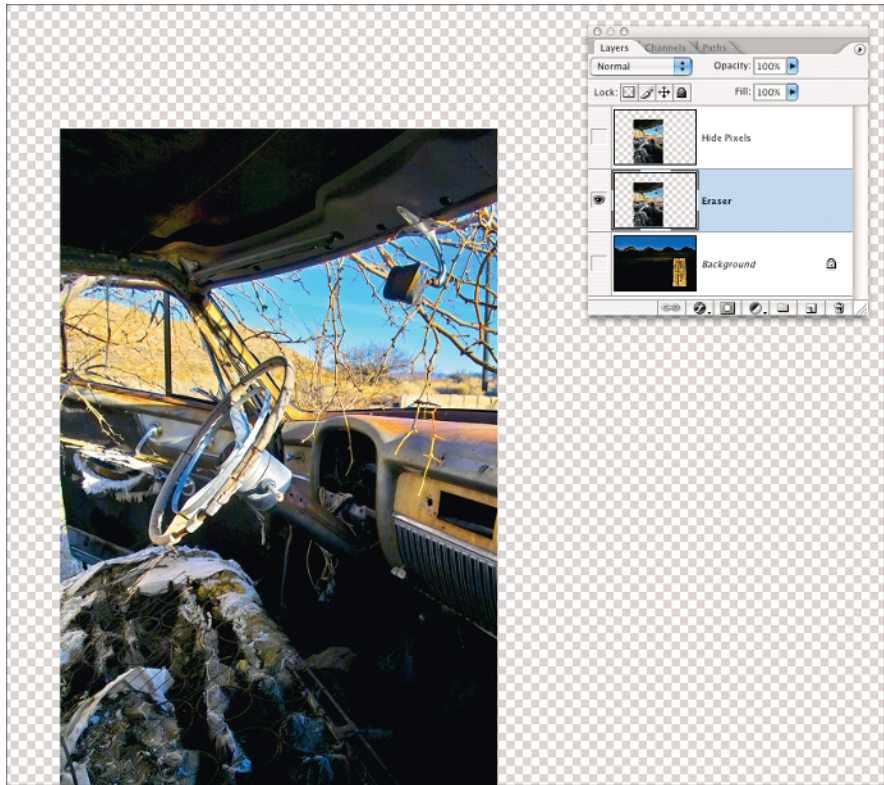 Layers Channels Paths
Normal Opacity: 100%
Lock: Fill: 100%
Hide Pixels
Eraser
Background